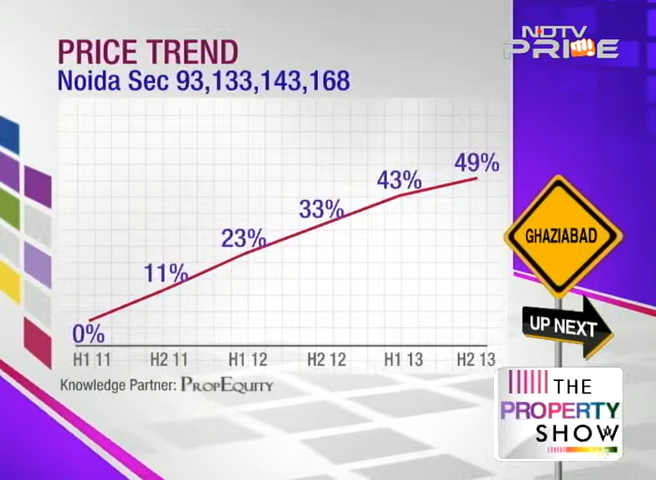 NDTV
PRIME
PRICE TREND
Noida Sec 93,133,143,168
0%
11%
23%
33%
43%
49%
H1 11
H2 11
H1 12
H2 12
H1 13
H2 13
Knowledge Partner: PROPEQUITY
GHAZIABAD
UP NEXT
THE
PROPERTY
SHOW